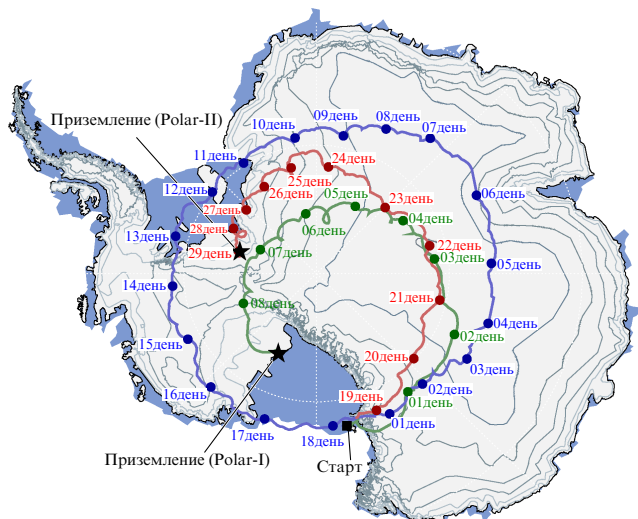 09день
08день
07день
10день
Приземление (Polar-II)
11день
24день
25день
12день
26день
05день
06день
27день
23день
06день
04день
28день
13день
22день
29день
07день
03день
05день
14день
21день
08день
04день
02день
15день
20день
03день
16день
02день
19день
01день
17день
01день
18день
Приземление (Polar-I)
Старт